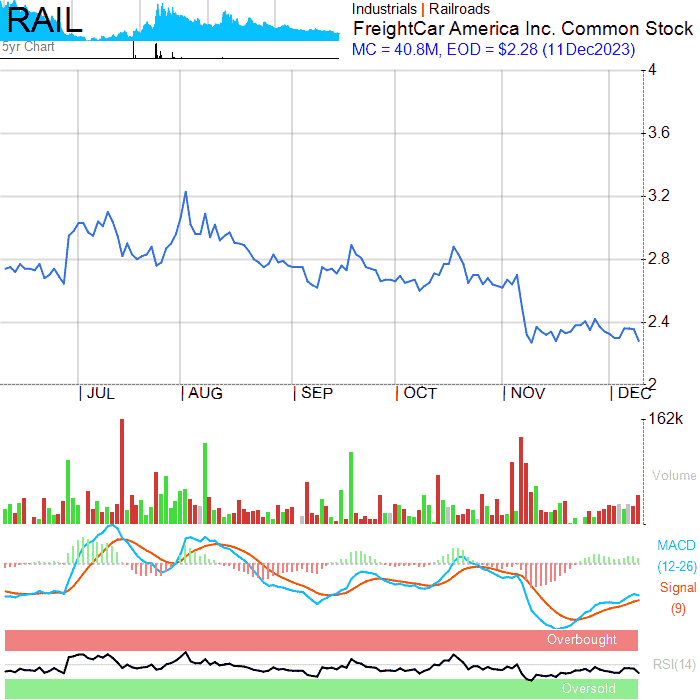 RAIL
5yr Chart
Industrials | Railroads
FreightCar America Inc. Common Stock
MC = 40.8M, EOD = $2.28 (11Dec2023)
4
3.6
3.2
2.8
2.4
2
JUL AUG SEP OCT NOV DEC
162k
Volume
MACD
(12-26)
Signal
(9)
Overbought
RSI(14)
Oversold